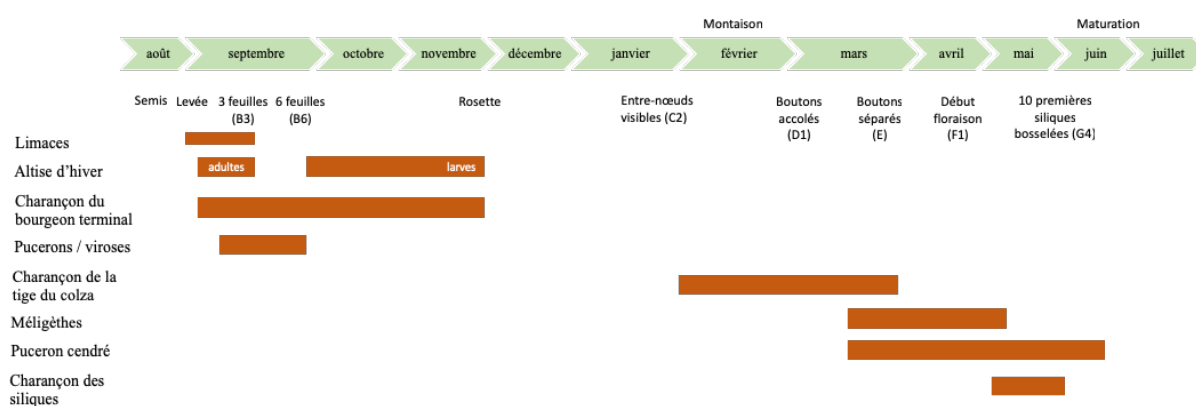 Montaison Maturation
août septembre octobre novembre décembre janvier février mars avril mai juin juillet
Semis Levée 3 feuilles 6 feuilles Rosette Entre-nœuds Boutons Boutons Début 10 premières
(B3) (B6) visibles (C2) accolés séparés floraison siliques
(D1) (E) (F1) bosselées (G4)
Limaces
Altise d’hiver adultes larves
Charançon du
bourgeon terminal
Pucerons / viroses
Charançon de la
tige du colza
Méligèthes
Puceron cendré
Charançon des
siliques